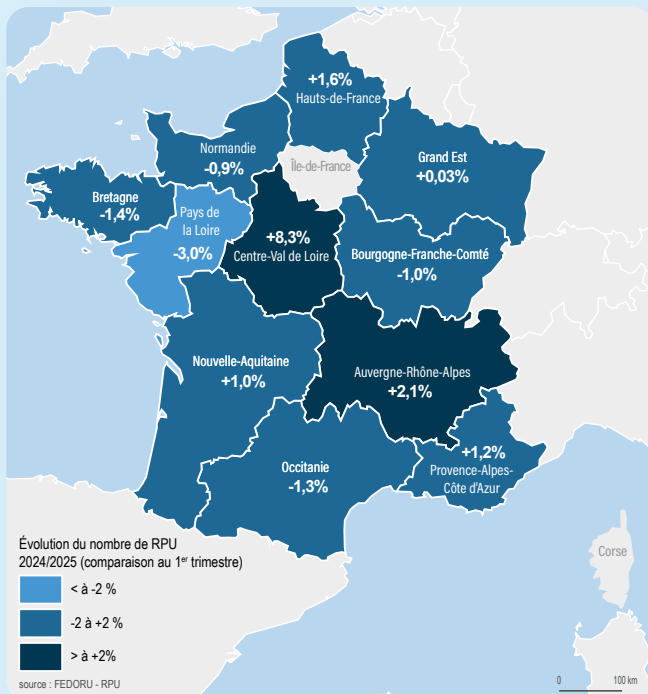 +1,6%
Hauts-de-France
Normandie
-0,9%
Île-de-France
Grand Est
+0,03%
Bretagne
-1,4%
Pays de
la Loire
-3,0%
+8,3%
Centre-Val de Loire
Bourgogne-Franche-Comté
-1,0%
Nouvelle-Aquitaine
+1,0%
Auvergne-Rhône-Alpes
+2,1%
+1,2%
Provence-Alpes-
Côte d'Azur
Occitanie
-1,3%
Corse
Évolution du nombre de RPU
2024/2025 (comparaison au 1er trimestre)
< à -2 %
-2 à +2 %
> à +2%
source : FEDORU - RPU
0 100 km